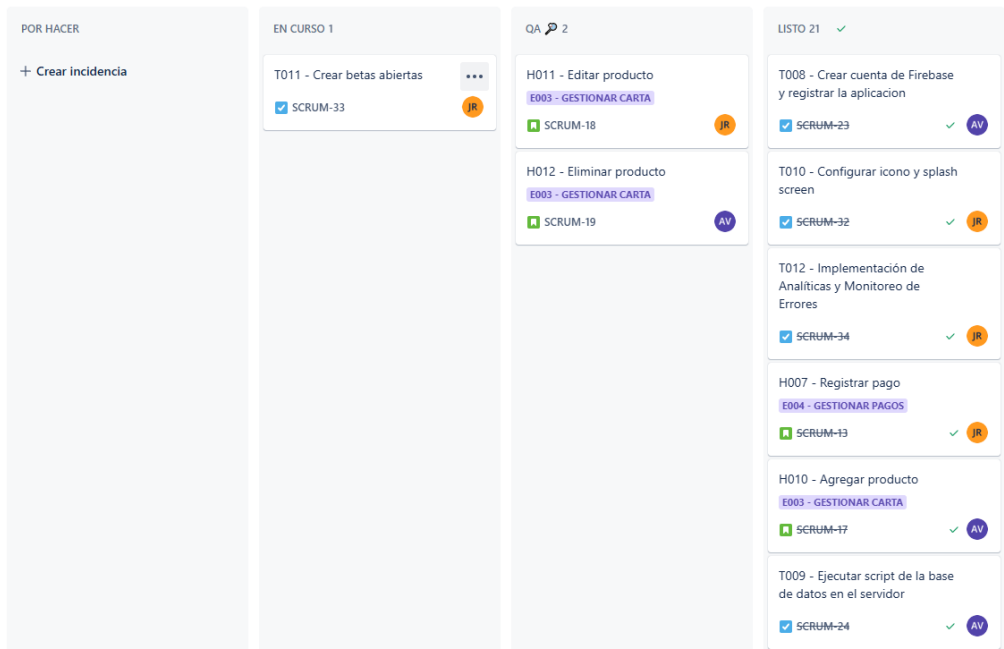 POR HACER
+ Crear incidencia
EN CURSO 1
T011 - Crear betas abiertas
SCRUM-33
JR
QA 🔎 2
H011 - Editar producto
E003 - GESTIONAR CARTA
SCRUM-18
JR
H012 - Eliminar producto
E003 - GESTIONAR CARTA
SCRUM-19
AV
LISTO 21
T008 - Crear cuenta de Firebase
y registrar la aplicacion
SCRUM-23
AV
T010 - Configurar icono y splash
screen
SCRUM-32
JR
T012 - Implementación de
Analíticas y Monitoreo de
Errores
SCRUM-34
JR
H007 - Registrar pago
E004 - GESTIONAR PAGOS
SCRUM-13
JR
H010 - Agregar producto
E003 - GESTIONAR CARTA
SCRUM-17
AV
T009 - Ejecutar script de la base
de datos en el servidor
SCRUM-24
AV